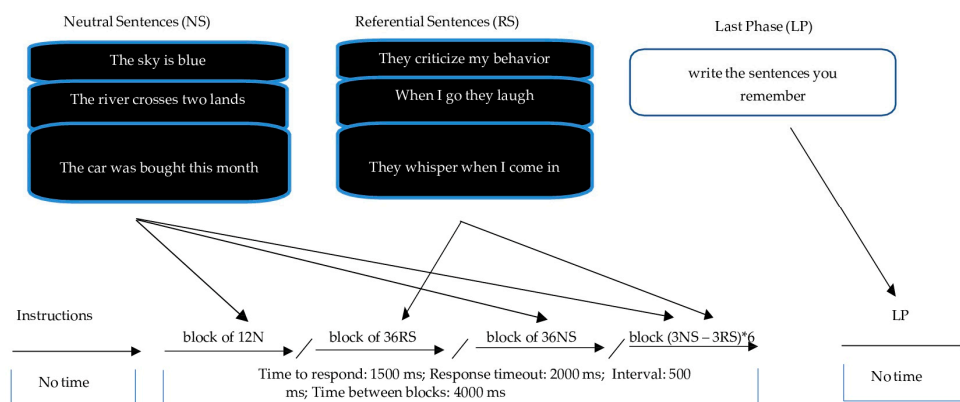 Neutral Sentences (NS)
The sky is blue
The river crosses two lands
The car was bought this month
Referential Sentences (RS)
They criticize my behavior
When I go they laugh
They whisper when I come in
Last Phase (LP)
write the sentences you
remember
Instructions
block of 12N
block of 36RS
block of 36NS
block (3NS – 3RS)*6
LP
No time
Time to respond: 1500 ms; Response timeout: 2000 ms; Interval: 500
ms; Time between blocks: 4000 ms
No time